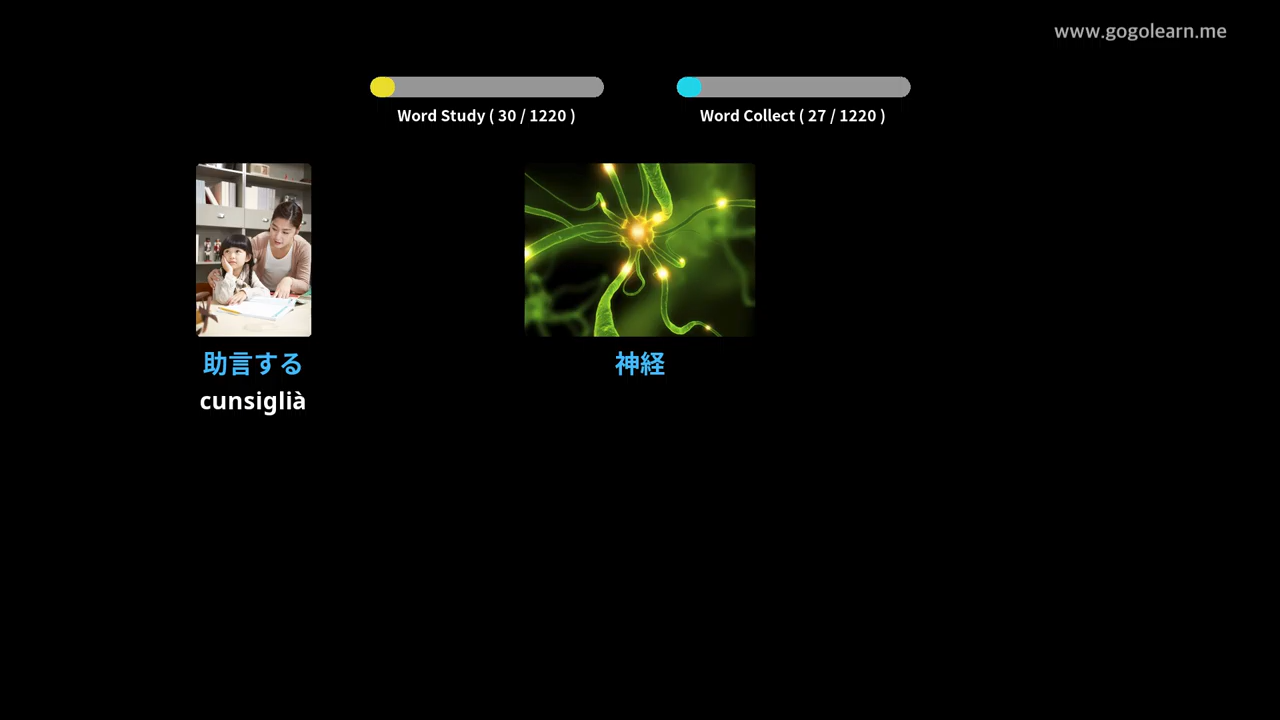 www.gogolearn.me
Word Study ( 30 / 1220 )
Word Collect ( 27 / 1220 )
助言する
cunsiglià
神経